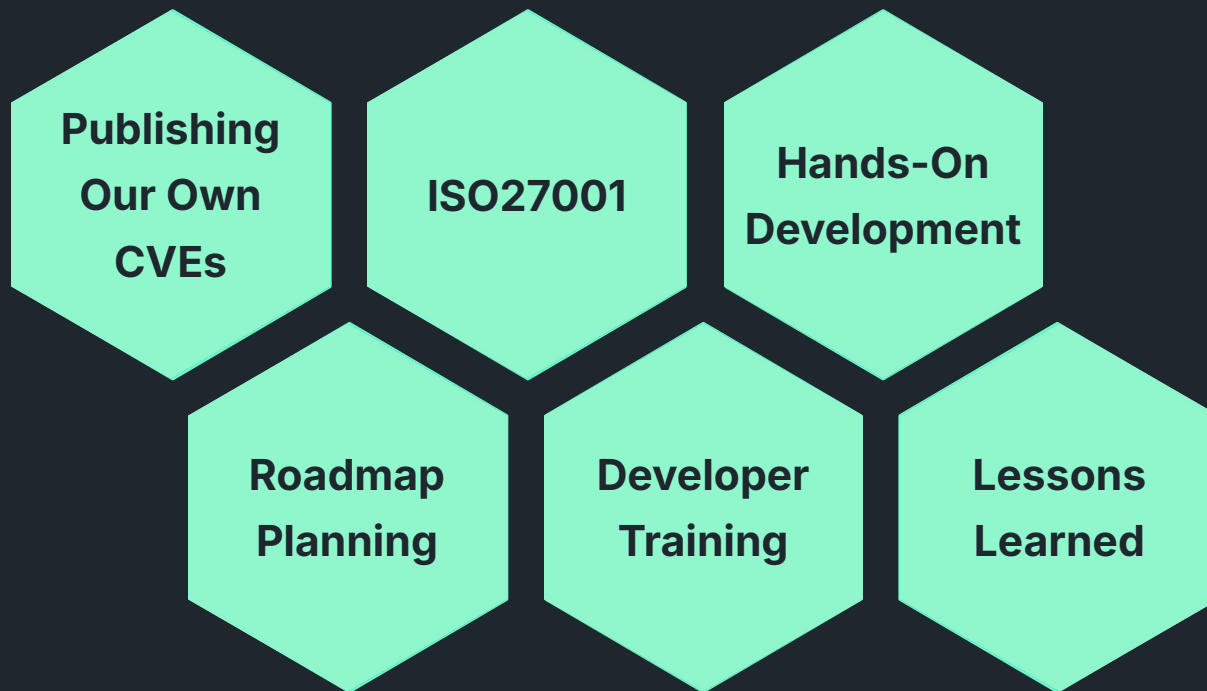 Publishing
Our Own
CVEs
ISO27001
Hands-On
Development
Roadmap
Planning
Developer
Training
Lessons
Learned